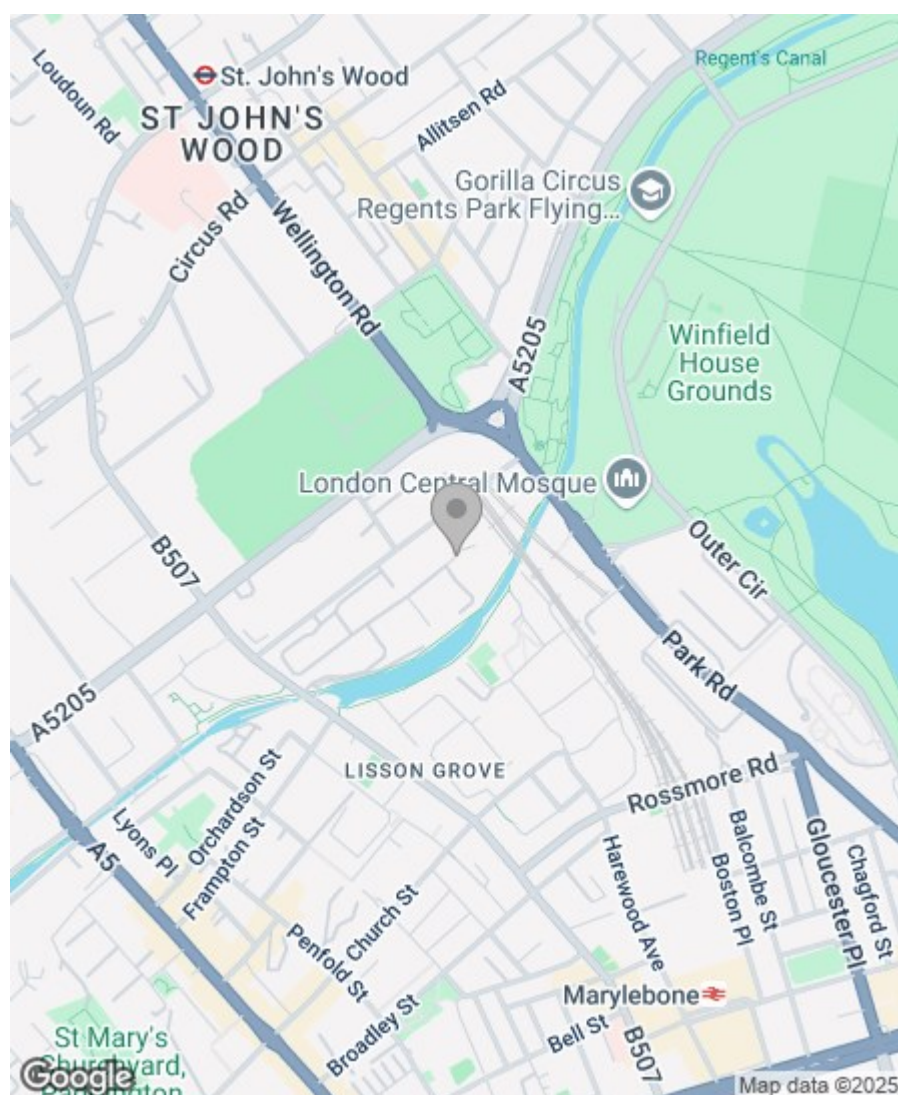 Regent's Canal
Loudoun Rd
St. John's Wood
ST JOHN'S
WOOD
Allitsen Rd
Gorilla Circus
Regents Park Flying...
Circus Rd
Wellington Rd
A5205
Winfield
House
Grounds
London Central Mosque
B507
Outer Cir
Park Rd
A5205
LISSON GROVE
Rossmore Rd
Orchardson St
Lyons Pl
Frampton St
A5
Church St
Penfold St
Harewood Ave
Boston Pl
Balcombe St
Gloucester Pl
Chagford St
Marylebone
Broadley St
Bell St
B507
St Mary's
Churchyard,
Paddington
Google
Map data ©2025